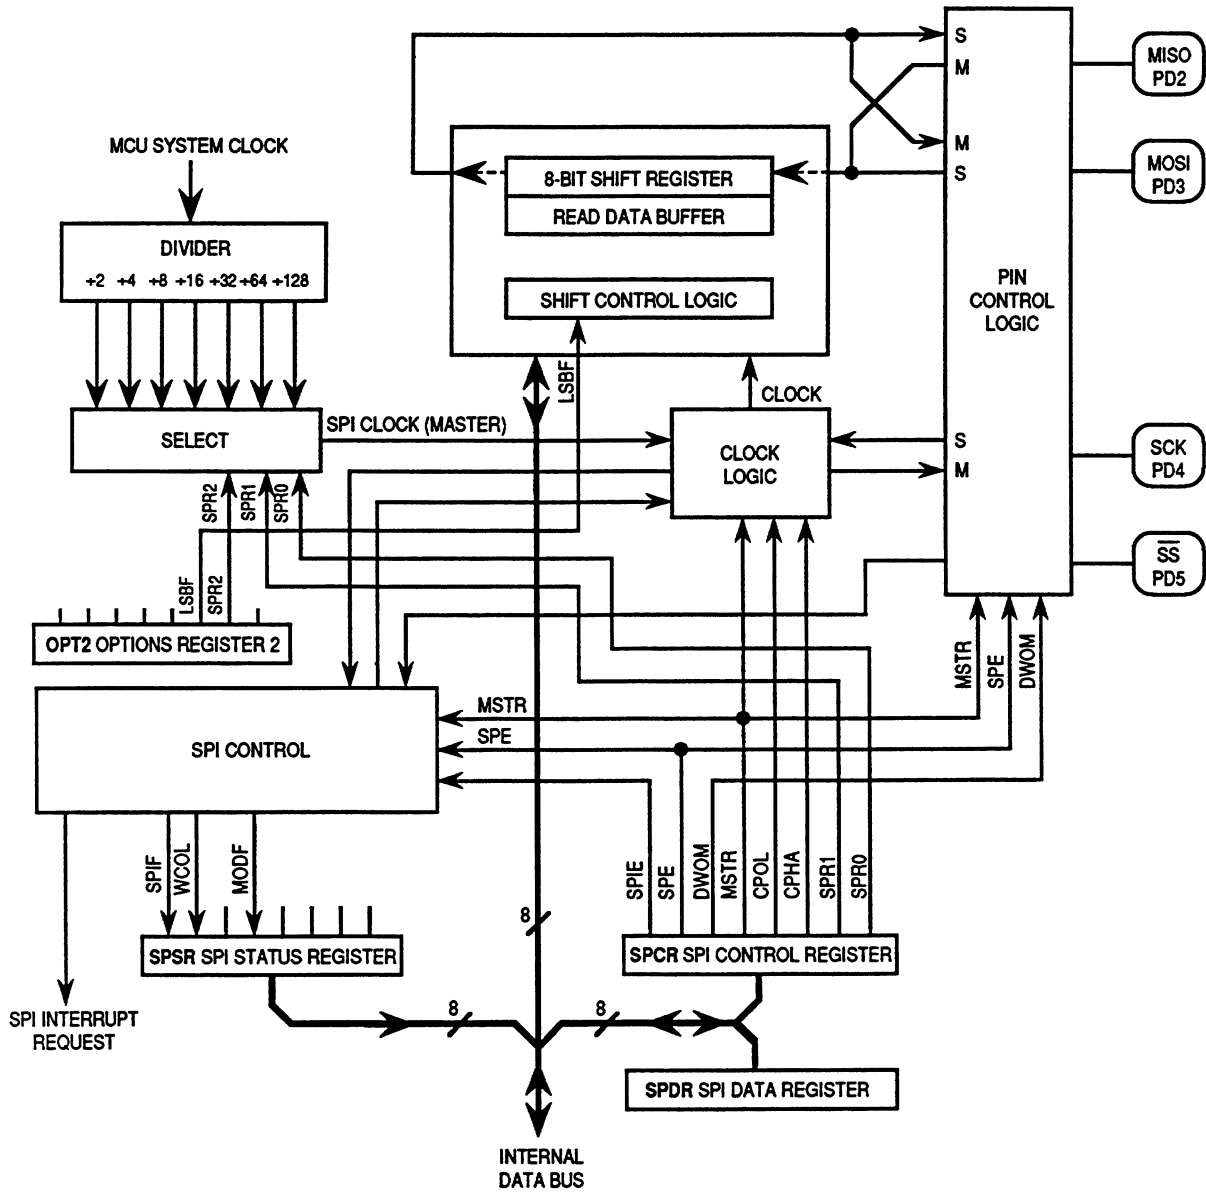 S
M
MISO
PD2
M
S
MOSI
PD3
MCU SYSTEM CLOCK
8-BIT SHIFT REGISTER
READ DATA BUFFER
DIVIDER
÷2 ÷4 ÷8 ÷16 ÷32 ÷64 ÷128
SHIFT CONTROL LOGIC
PIN
CONTROL
LOGIC
LSBF
CLOCK
SELECT
SPI CLOCK (MASTER)
CLOCK
LOGIC
S
M
SCK
PD4
SPR2
SPR1
SPR0
SS
PD5
LSBF
SPR2
OPT2 OPTIONS REGISTER 2
MSTR
SPE
DWOM
MSTR
SPE
SPI CONTROL
SPIF
WCOL
MODF
SPIE
SPE
DWOM
MSTR
CPOL
CPHA
SPR1
SPR0
8
SPSR SPI STATUS REGISTER
SPCR SPI CONTROL REGISTER
SPI INTERRUPT
REQUEST
8
8
SPDR SPI DATA REGISTER
INTERNAL
DATA BUS